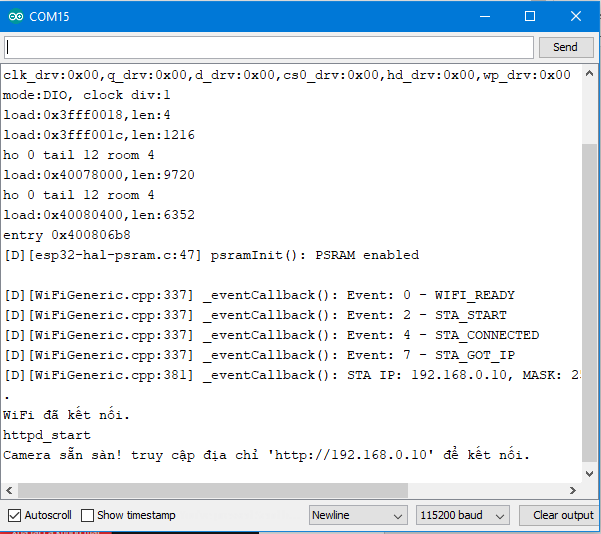 COM15
Send
clk_drv:0x00,q_drv:0x00,d_drv:0x00,cs0_drv:0x00,hd_drv:0x00,wp_drv:0x00
mode:DIO, clock div:1
load:0x3fff0018,len:4
load:0x3fff001c,len:1216
ho 0 tail 12 room 4
load:0x40078000,len:9720
ho 0 tail 12 room 4
load:0x40080400,len:6352
entry 0x400806b8
[D][esp32-hal-psram.c:47] psramInit(): PSRAM enabled
[D][WiFiGeneric.cpp:337] _eventCallback(): Event: 0 - WIFI_READY
[D][WiFiGeneric.cpp:337] _eventCallback(): Event: 2 - STA_START
[D][WiFiGeneric.cpp:337] _eventCallback(): Event: 4 - STA_CONNECTED
[D][WiFiGeneric.cpp:337] _eventCallback(): Event: 7 - STA_GOT_IP
[D][WiFiGeneric.cpp:381] _eventCallback(): STA IP: 192.168.0.10, MASK:
.
WiFi đã kết nối.
httpd_start
Camera sẵn sàn! truy cập địa chỉ 'http://192.168.0.10' để kết nối.
Autoscroll Show timestamp Newline 115200 baud Clear output